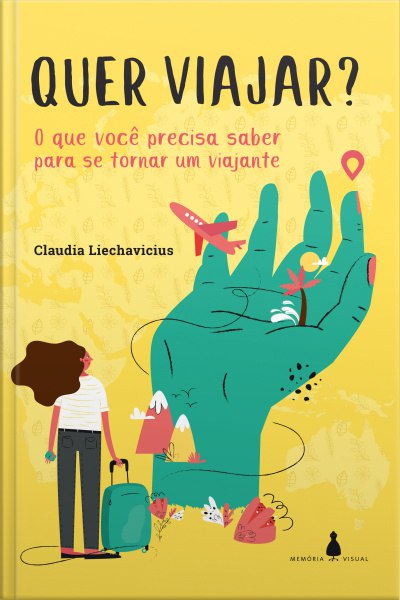 QUER VIAJAR?
O que você precisa saber
para se tornar um viajante
Claudia Liechavicius
MEMÓRIA VISUAL